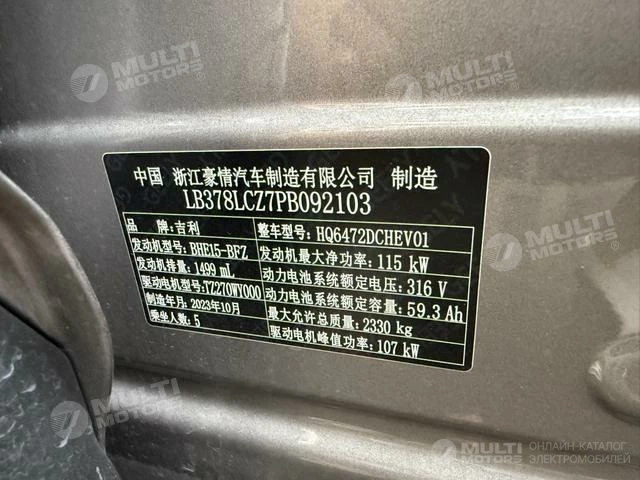 中国 浙江豪情汽车制造有限公司 制造
LB378LCZ7PB092103
品牌:吉利 整车型号:HQ6472DCHEV01
发动机型号:BHE15-BFZ 发动机最大净功率:115 kW
发动机排量:1499 mL 动力电池系统额定电压:316 V
驱动电机型号:TZ270WY000 动力电池系统额定容量:59.3 Ah
制造年月:2023年10月 最大允许总质量:2330 kg
乘坐人数:5 驱动电机峰值功率:107 kW
MULTI MOTORS
MULTI MOTORS
MULTI MOTORS
MULTI MOTORS
MULTI MOTORS
ОНЛАЙН-КАТАЛОГ
ЭЛЕКТРОМОБИЛЕЙ